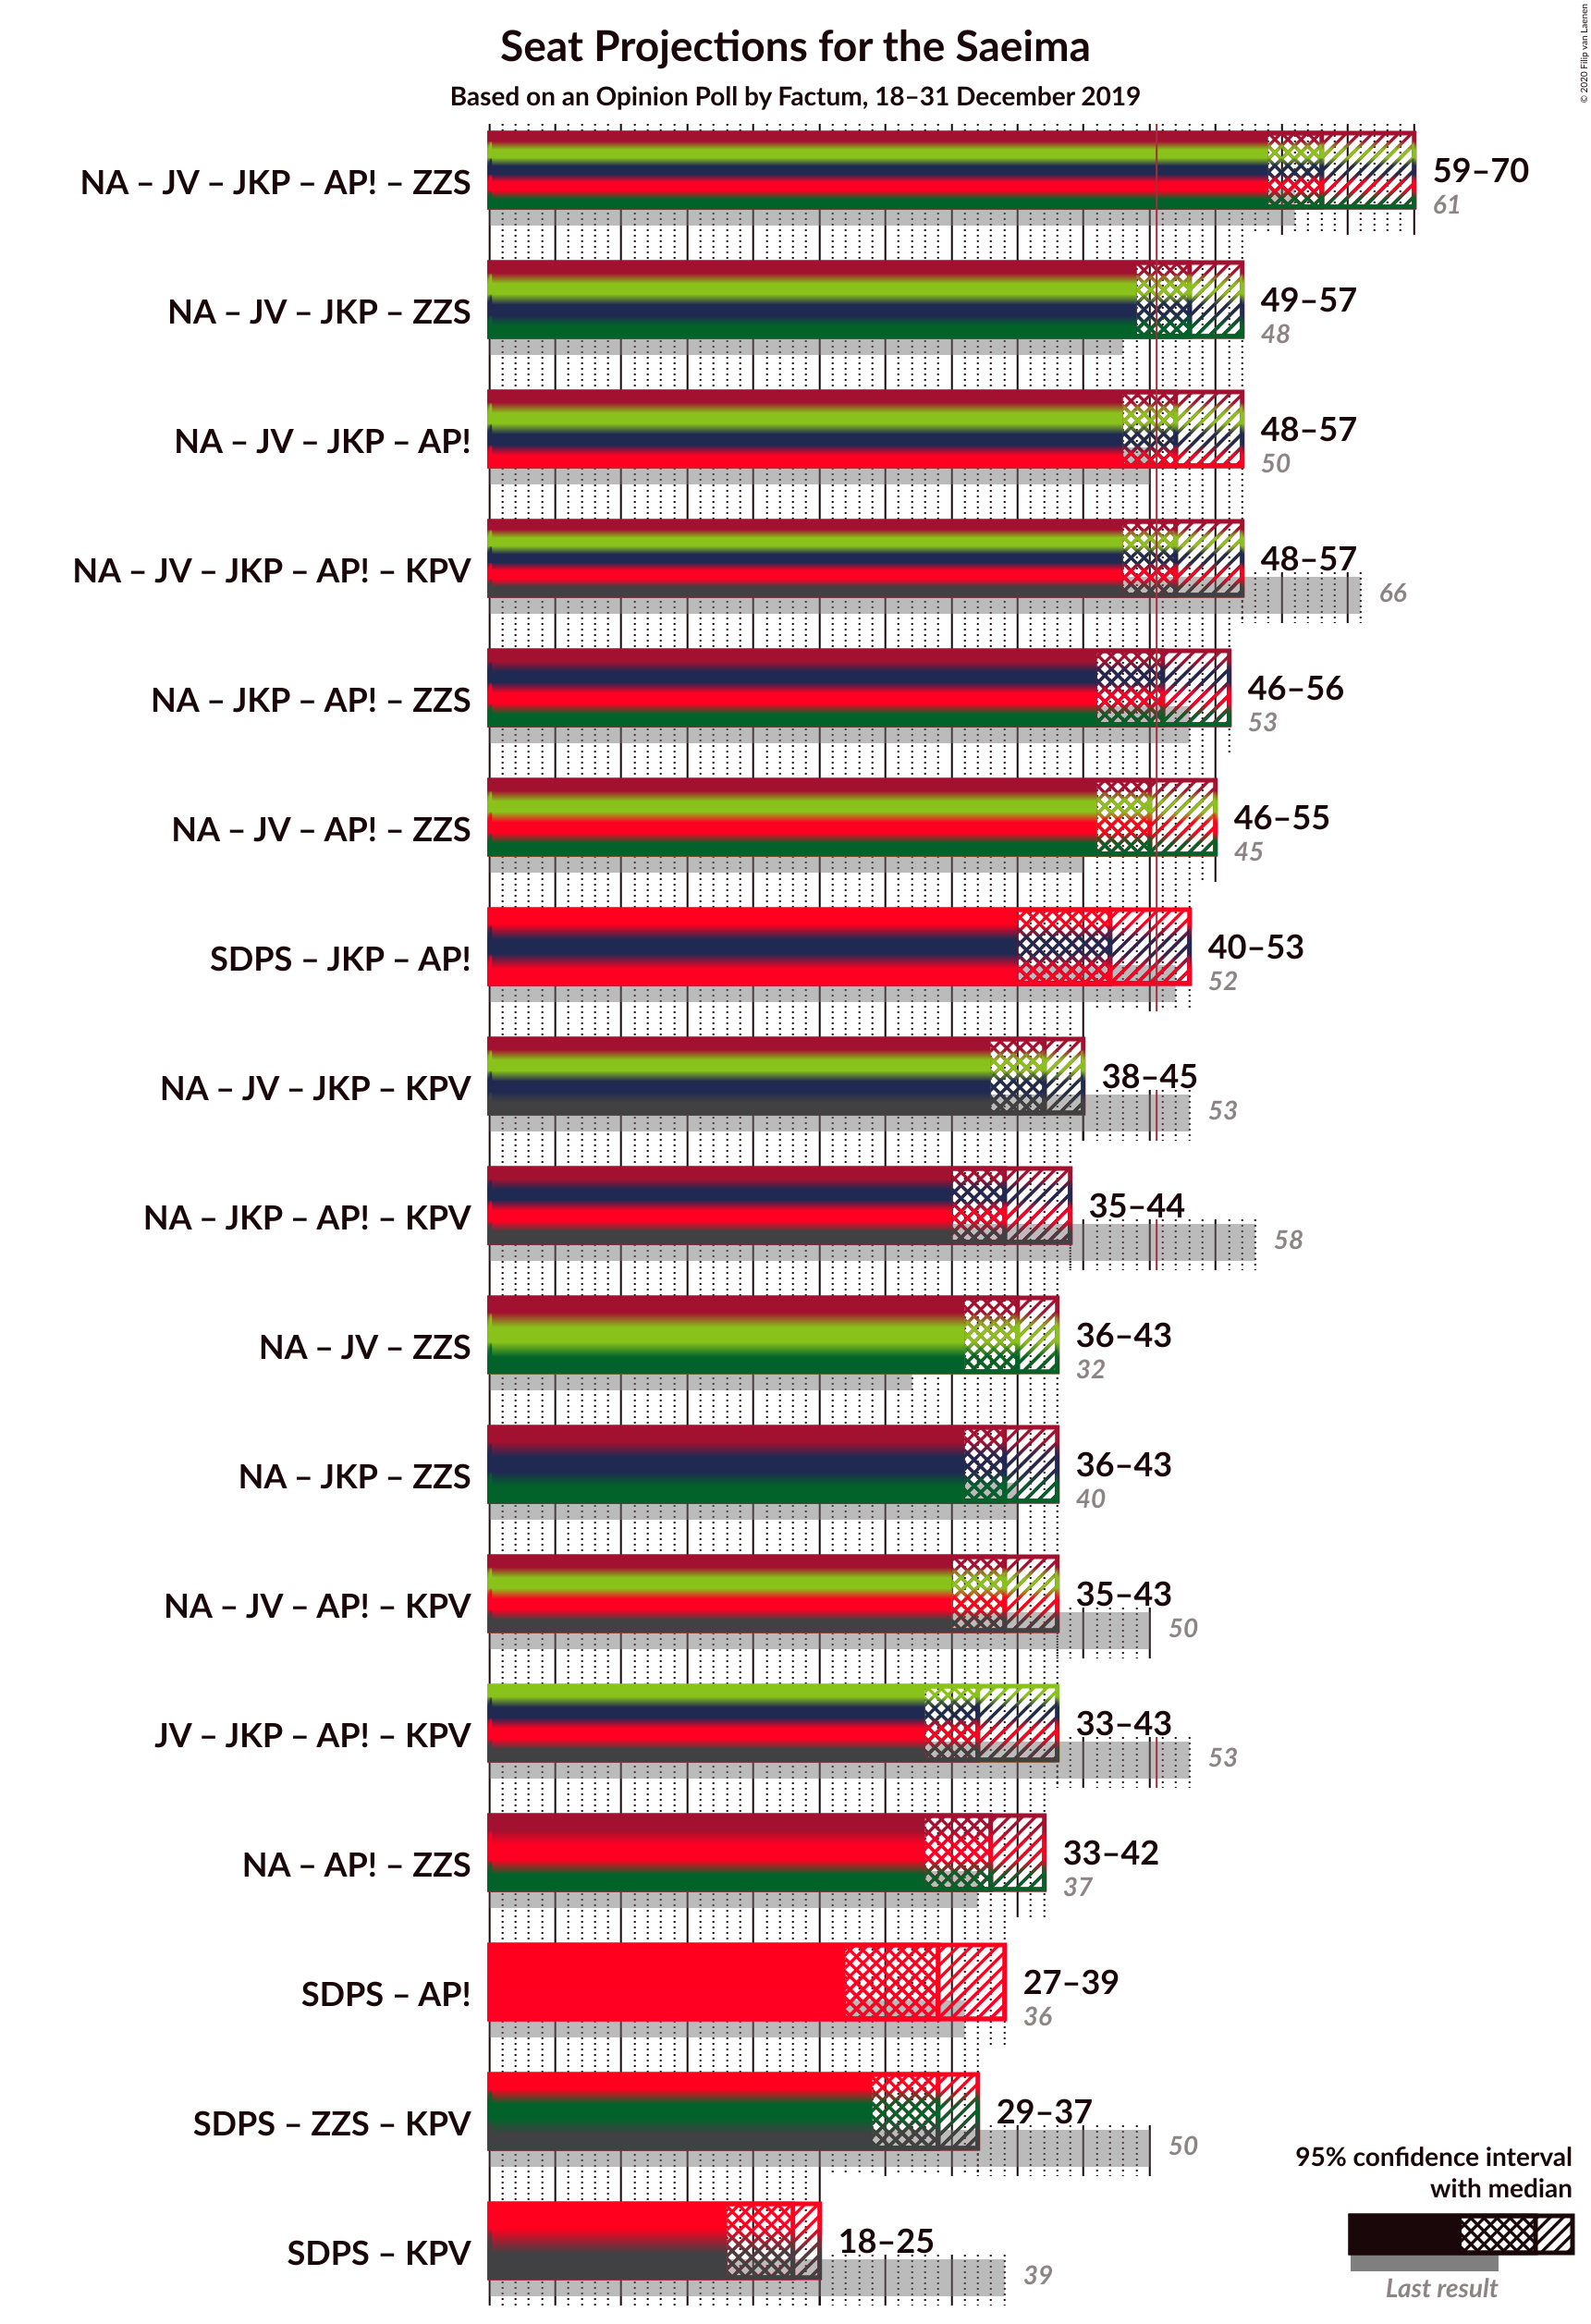 Seat Projections for the Saeima
Based on an Opinion Poll by Factum, 18–31 December 2019
© 2020 Filip van Laenen
NA – JV – JKP – AP! – ZZS
59–70
61
NA – JV – JKP – ZZS
49–57
48
NA – JV – JKP – AP!
48–57
50
NA – JV – JKP – AP! – KPV
48–57
66
NA – JKP – AP! – ZZS
46–56
53
NA – JV – AP! – ZZS
46–55
45
SDPS – JKP – AP!
40–53
52
NA – JV – JKP – KPV
38–45
53
NA – JKP – AP! – KPV
35–44
58
NA – JV – ZZS
36–43
32
NA – JKP – ZZS
36–43
40
NA – JV – AP! – KPV
35–43
50
JV – JKP – AP! – KPV
33–43
53
NA – AP! – ZZS
33–42
37
SDPS – AP!
27–39
36
SDPS – ZZS – KPV
29–37
50
SDPS – KPV
18–25
39
95% confidence interval
with median
Last result